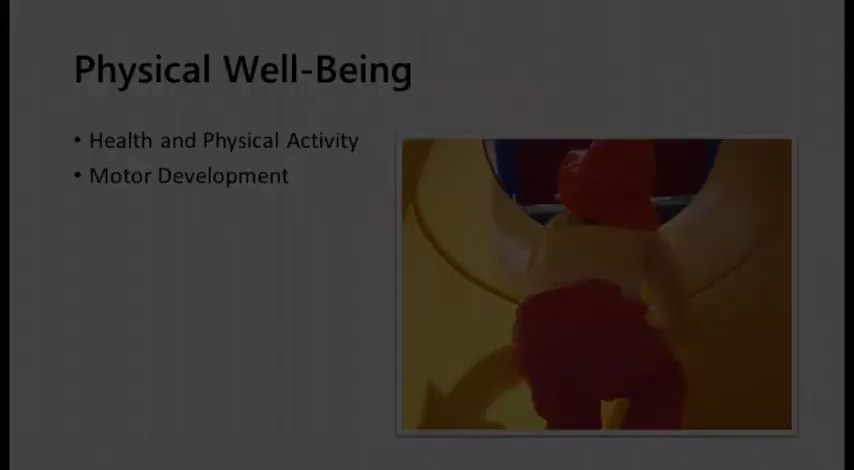 Physical Well-Being
• Health and Physical Activity
• Motor Development